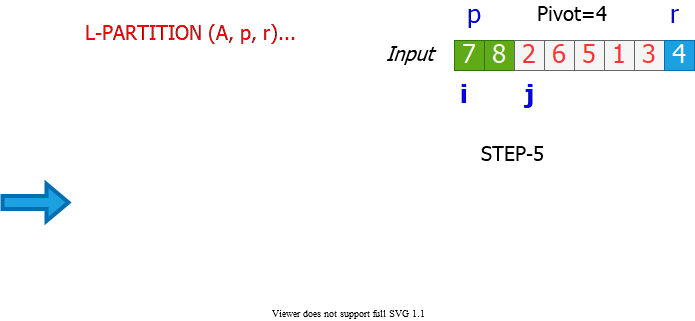 L-PARTITION (A, p, r)...
p Pivot=4 r
Input 7 8 2 6 5 1 3 4
i j
STEP-5
Viewer does not support full SVG 1.1